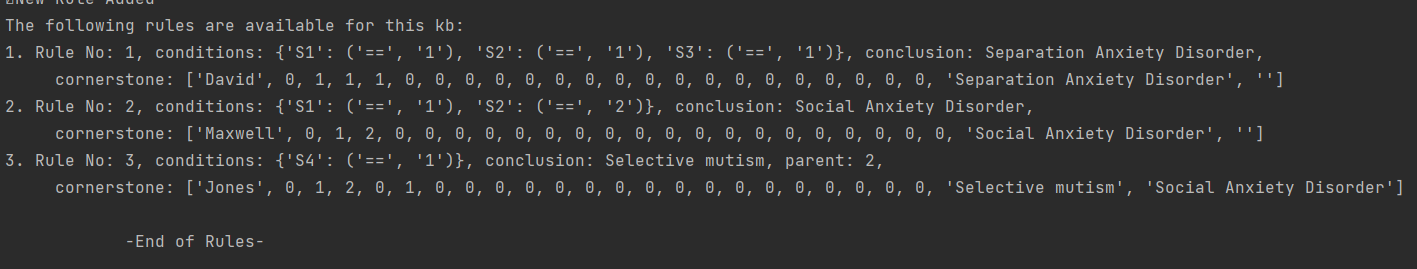 New Rule Added
The following rules are available for this kb:
1. Rule No: 1, conditions: {'S1': ('==', '1'), 'S2': ('==', '1'), 'S3': ('==', '1')}, conclusion: Separation Anxiety Disorder,
cornerstone: ['David', 0, 1, 1, 1, 0, 0, 0, 0, 0, 0, 0, 0, 0, 0, 0, 0, 0, 0, 0, 0, 0, 0, 'Separation Anxiety Disorder', '']
2. Rule No: 2, conditions: {'S1': ('==', '1'), 'S2': ('==', '2')}, conclusion: Social Anxiety Disorder,
cornerstone: ['Maxwell', 0, 1, 2, 0, 0, 0, 0, 0, 0, 0, 0, 0, 0, 0, 0, 0, 0, 0, 0, 0, 0, 0, 'Social Anxiety Disorder', '']
3. Rule No: 3, conditions: {'S4': ('==', '1')}, conclusion: Selective mutism, parent: 2,
cornerstone: ['Jones', 0, 1, 2, 0, 1, 0, 0, 0, 0, 0, 0, 0, 0, 0, 0, 0, 0, 0, 0, 0, 0, 0, 'Selective mutism', 'Social Anxiety Disorder']
-End of Rules-